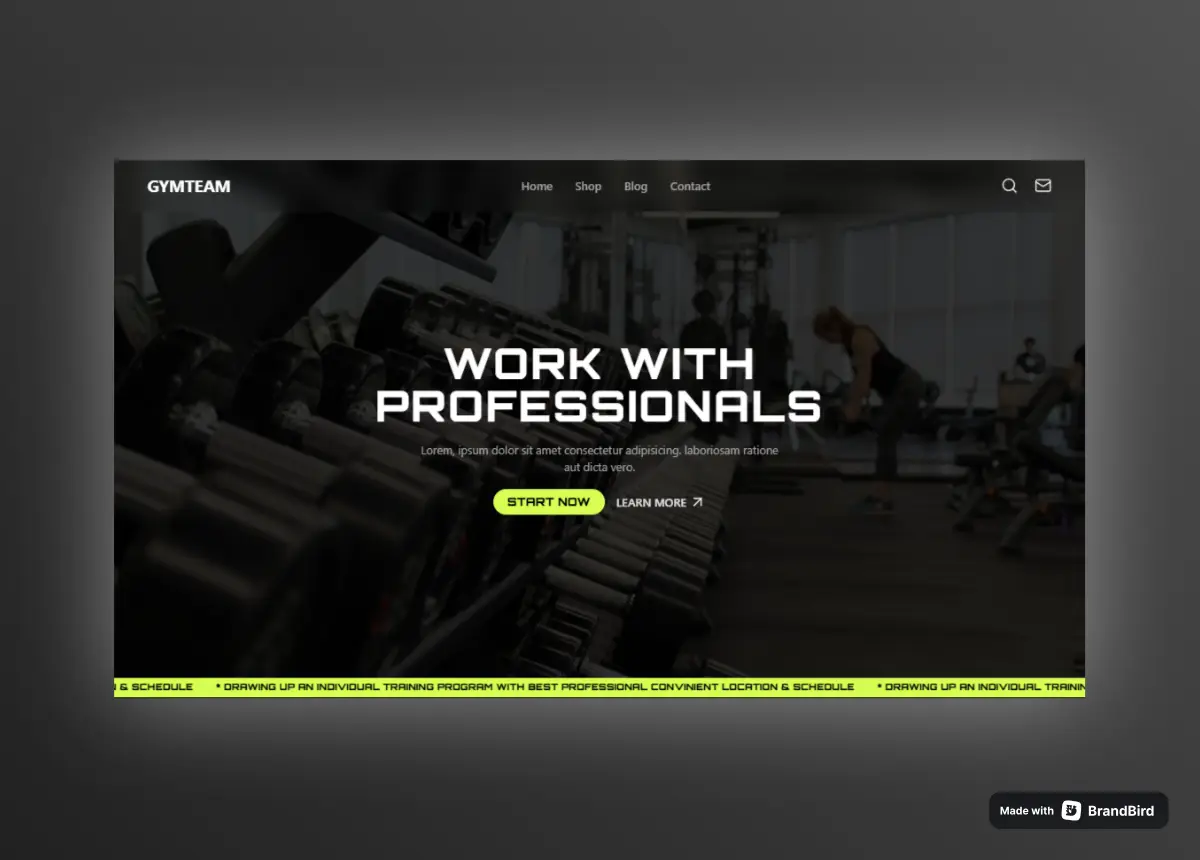 GYMTEAM
Home Shop Blog Contact
WORK WITH
PROFESSIONALS
Lorem, ipsum dolor sit amet consectetur adipisicing. laboriosam ratione
aut dicta vero.
START NOW LEARN MORE
& SCHEDULE * DRAWING UP AN INDIVIDUAL TRAINING PROGRAM WITH BEST PROFESSIONAL CONVINIENT LOCATION & SCHEDULE * DRAWING UP AN INDIVIDUAL TRAININ
Made with BrandBird